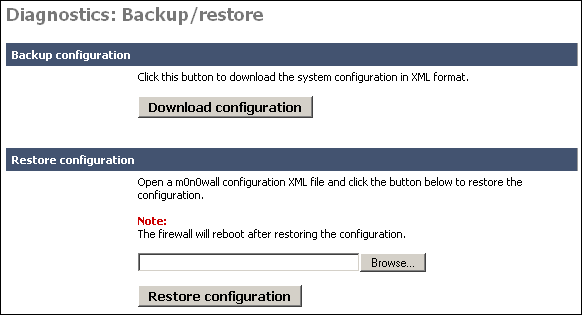 Diagnostics: Backup/restore
Backup configuration
Click this button to download the system configuration in XML format.
Download configuration
Restore configuration
Open a m0n0wall configuration XML file and click the button below to restore the
configuration.
Note:
The firewall will reboot after restoring the configuration.
Browse...
Restore configuration